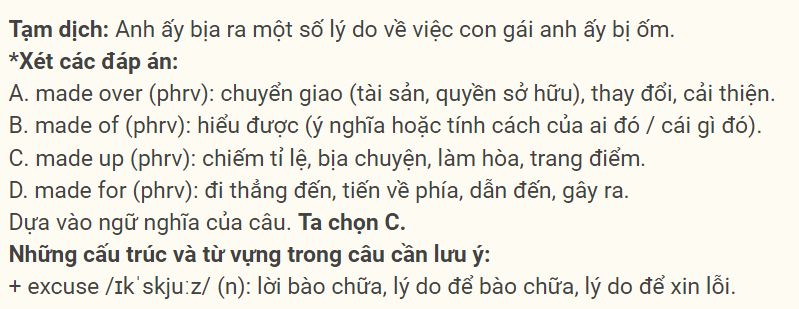 Tạm dịch: Anh ấy bịa ra một số lý do về việc con gái anh ấy bị ốm.
*Xét các đáp án:
A. made over (phrv): chuyển giao (tài sản, quyền sở hữu), thay đổi, cải thiện.
B. made of (phrv): hiểu được (ý nghĩa hoặc tính cách của ai đó / cái gì đó).
C. made up (phrv): chiếm tỉ lệ, bịa chuyện, làm hòa, trang điểm.
D. made for (phrv): đi thẳng đến, tiến về phía, dẫn đến, gây ra.
Dựa vào ngữ nghĩa của câu. Ta chọn C.
Những cấu trúc và từ vựng trong câu cần lưu ý:
+ excuse /ɪkˈskjuːz/ (n): lời bào chữa, lý do để bào chữa, lý do để xin lỗi.